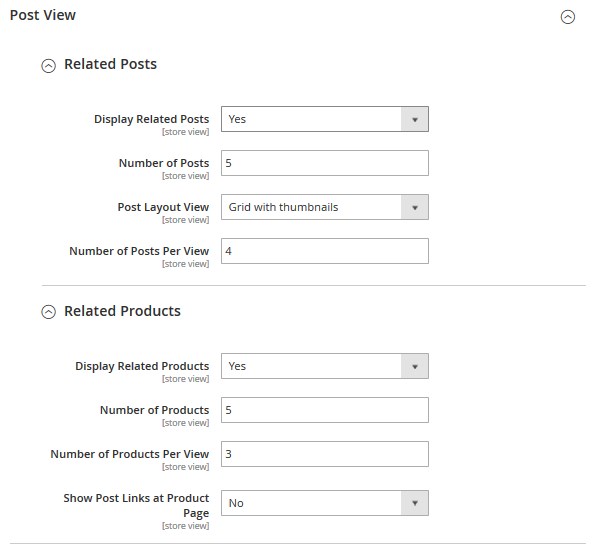 Post View
Related Posts
Display Related Posts Yes
[store view]
Number of Posts 5
[store view]
Post Layout View Grid with thumbnails
[store view]
Number of Posts Per View 4
[store view]
Related Products
Display Related Products Yes
[store view]
Number of Products 5
[store view]
Number of Products Per View 3
[store view]
Show Post Links at Product No
Page
[store view]